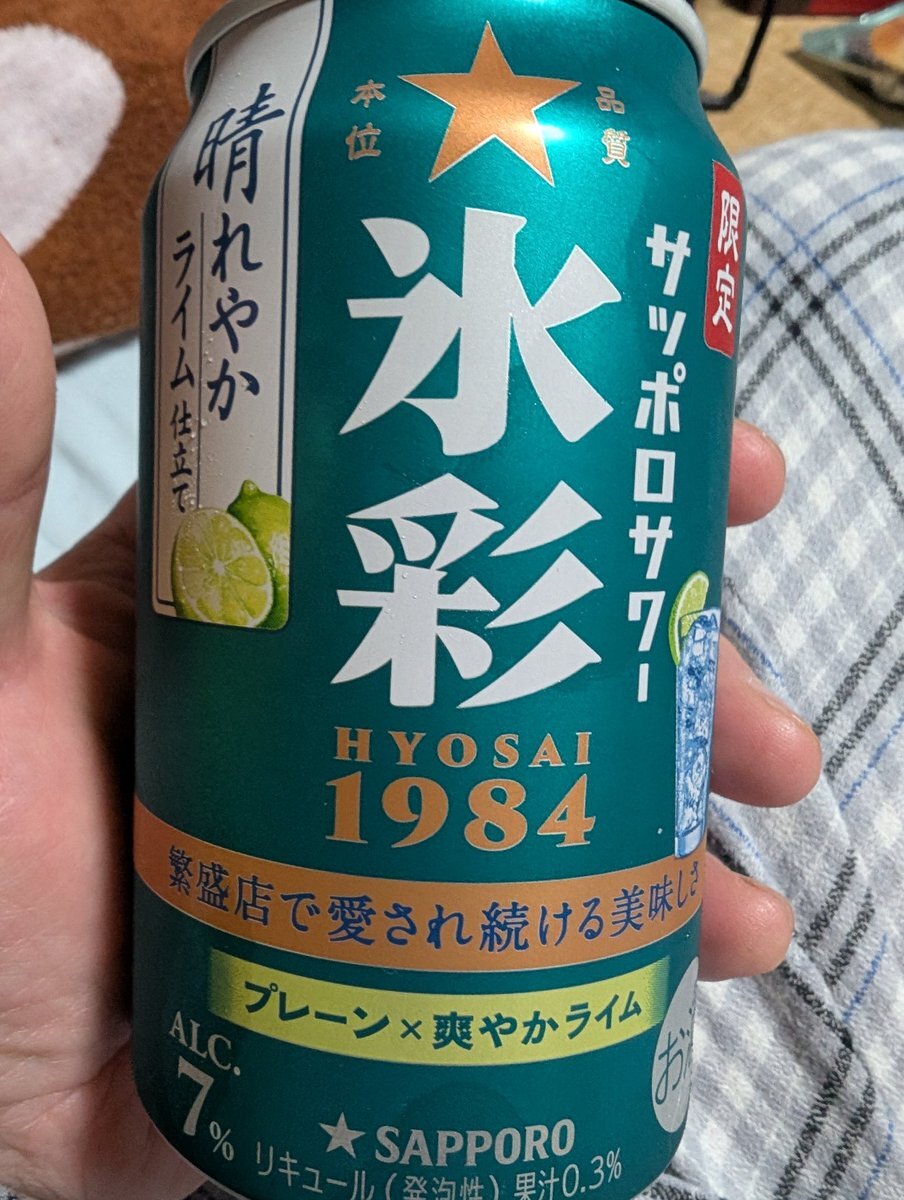 本位
品質
限定
サッポロサワー
氷彩
HYOSAI
1984
晴れやか
ライム仕立て
繁盛店で愛され続ける美味しさ
プレーン×爽やかライム
ALC.
7%
SAPPORO
リキュール(発泡性) 果汁0.3%